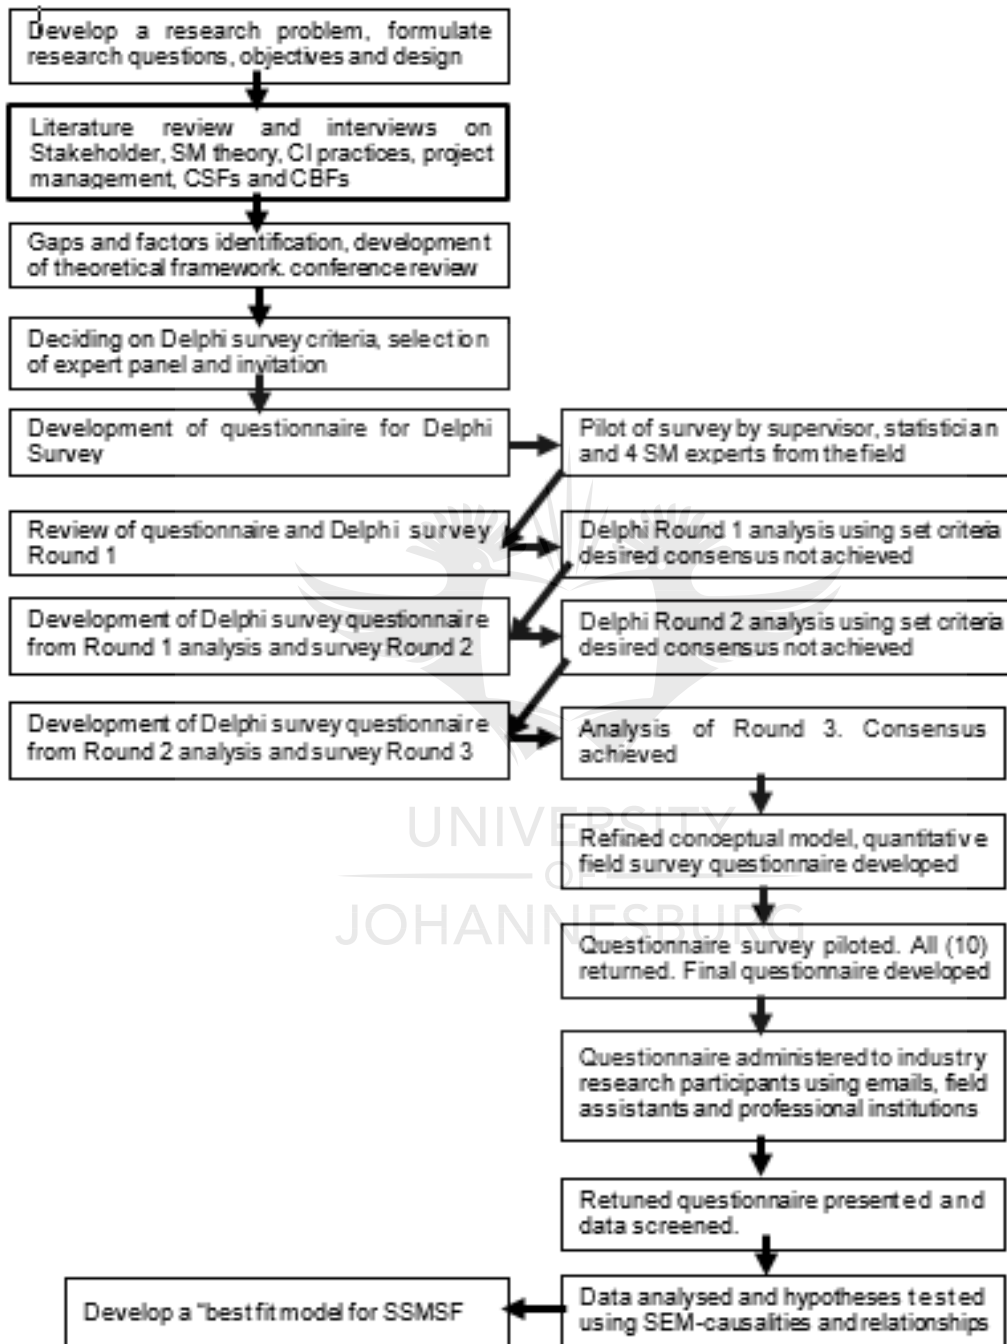 Develop a research problem, formulate
research questions, objectives and design
Literature review and interviews on
Stakeholder, SM theory, CI practices, project
management, CSFs and CBFs
Gaps and factors identification, development
of theoretical framework. conference review
Deciding on Delphi survey criteria, selection
of expert panel and invitation
Development of questionnaire for Delphi
Survey
Pilot of survey by supervisor, statistician
and 4 SM experts from the field
Review of questionnaire and Delphi survey
Round 1
Delphi Round 1 analysis using set criteria
desired consensus not achieved
Development of Delphi survey questionnaire
from Round 1 analysis and survey Round 2
Delphi Round 2 analysis using set criteria
desired consensus not achieved
Development of Delphi survey questionnaire
from Round 2 analysis and survey Round 3
Analysis of Round 3. Consensus
achieved
Refined conceptual model, quantitative
field survey questionnaire developed
Questionnaire survey piloted. All (10)
returned. Final questionnaire developed
Questionnaire administered to industry
research participants using emails, field
assistants and professional institutions
Retuned questionnaire presented and
data screened.
Data analysed and hypotheses tested
using SEM-causalities and relationships
Develop a "best fit model for SSMSF
UNIVERSITY
OF
JOHANNESBURG